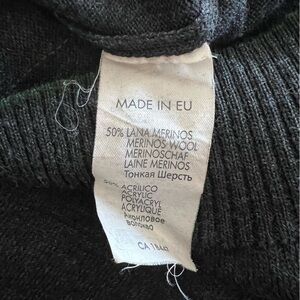 MADE IN EU
50% LANA MERINOS
MERINOS WOOL
MERINOSCHAF
LAINE MERINOS
Тонкая Шерсть
50% ACRILICO
ACRYLIC
POLYACRYL
ACRYLIQUE
волокно
CA